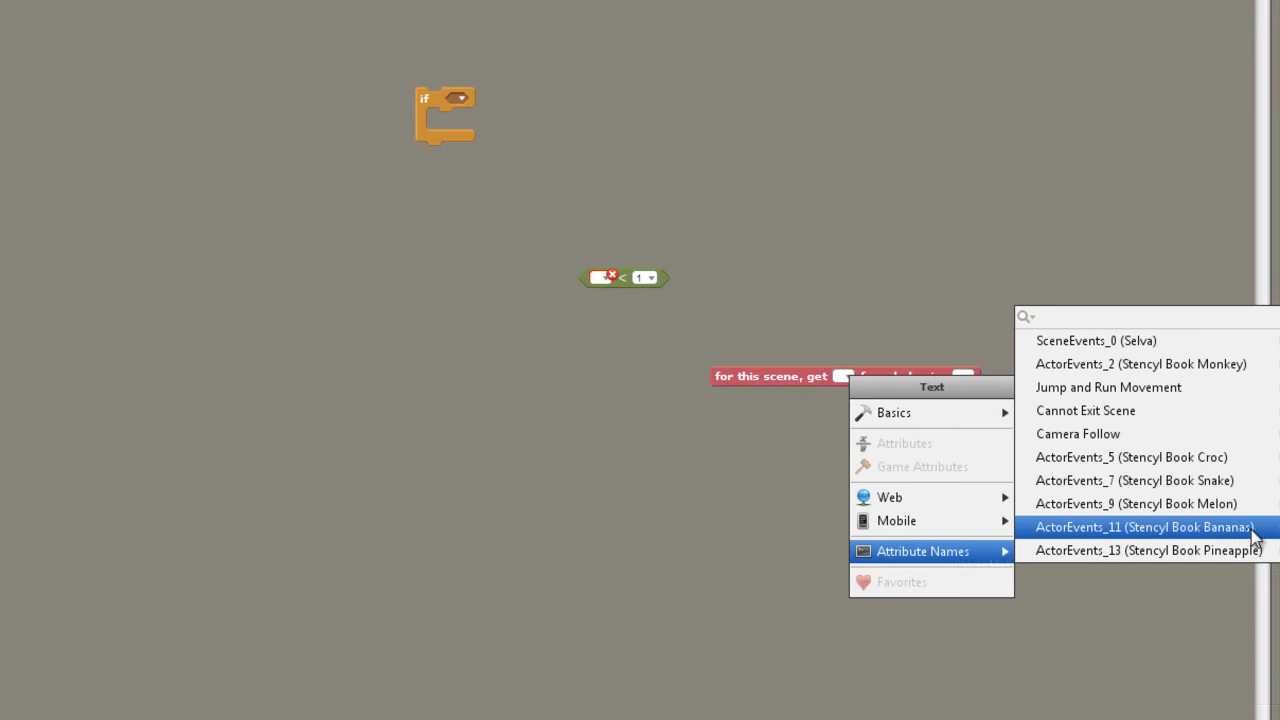 if
< 1
for this scene, get
Text
Basics
Attributes
Game Attributes
Web
Mobile
Attribute Names
Favorites
SceneEvents_0 (Selva)
ActorEvents_2 (Stencyl Book Monkey)
Jump and Run Movement
Cannot Exit Scene
Camera Follow
ActorEvents_5 (Stencyl Book Croc)
ActorEvents_7 (Stencyl Book Snake)
ActorEvents_9 (Stencyl Book Melon)
ActorEvents_11 (Stencyl Book Bananas)
ActorEvents_13 (Stencyl Book Pineapple)